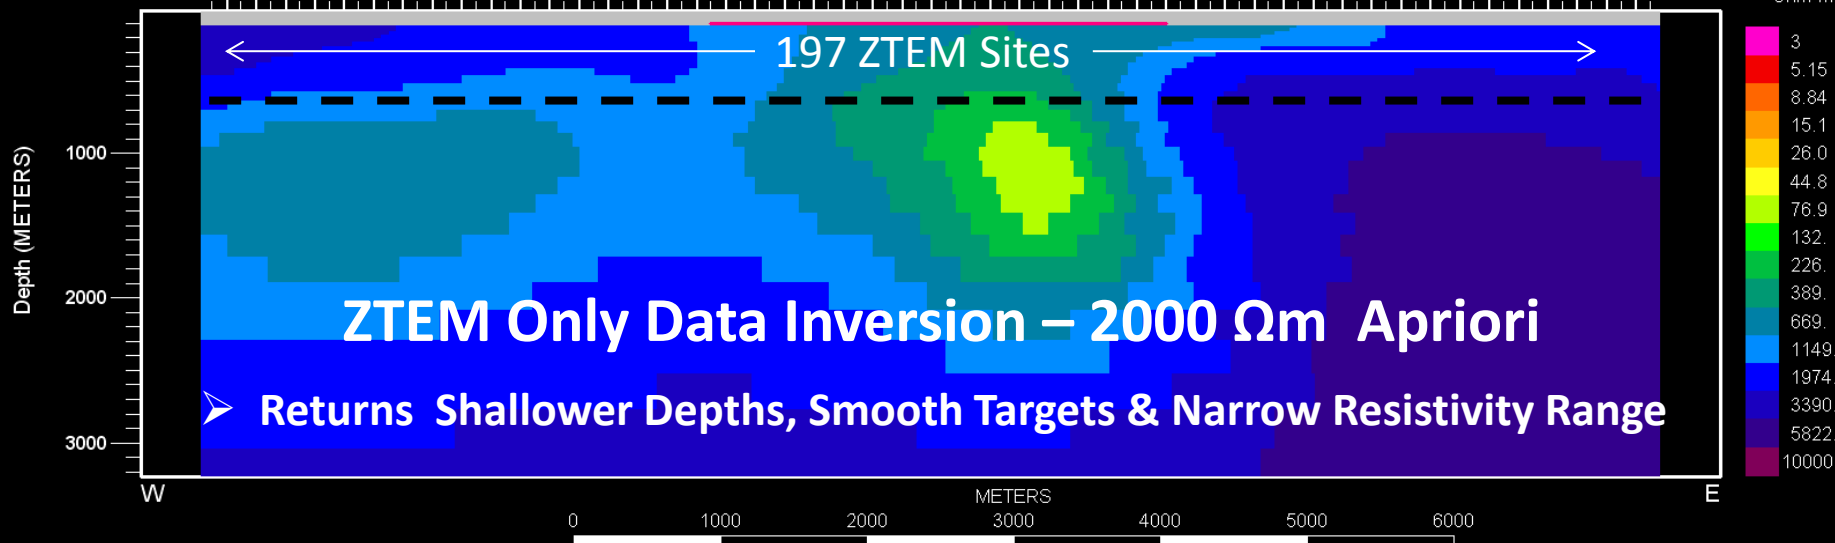 Ohm-m
197 ZTEM Sites
3
5.15
8.84
15.1
26.0
44.8
76.9
132.
226.
389.
669.
1149.
1974.
3390.
5822.
10000
Depth (METERS)
1000
2000
3000
ZTEM Only Data Inversion – 2000 Ωm Apriori
➢ Returns Shallower Depths, Smooth Targets & Narrow Resistivity Range
W
METERS
E
0 1000 2000 3000 4000 5000 6000